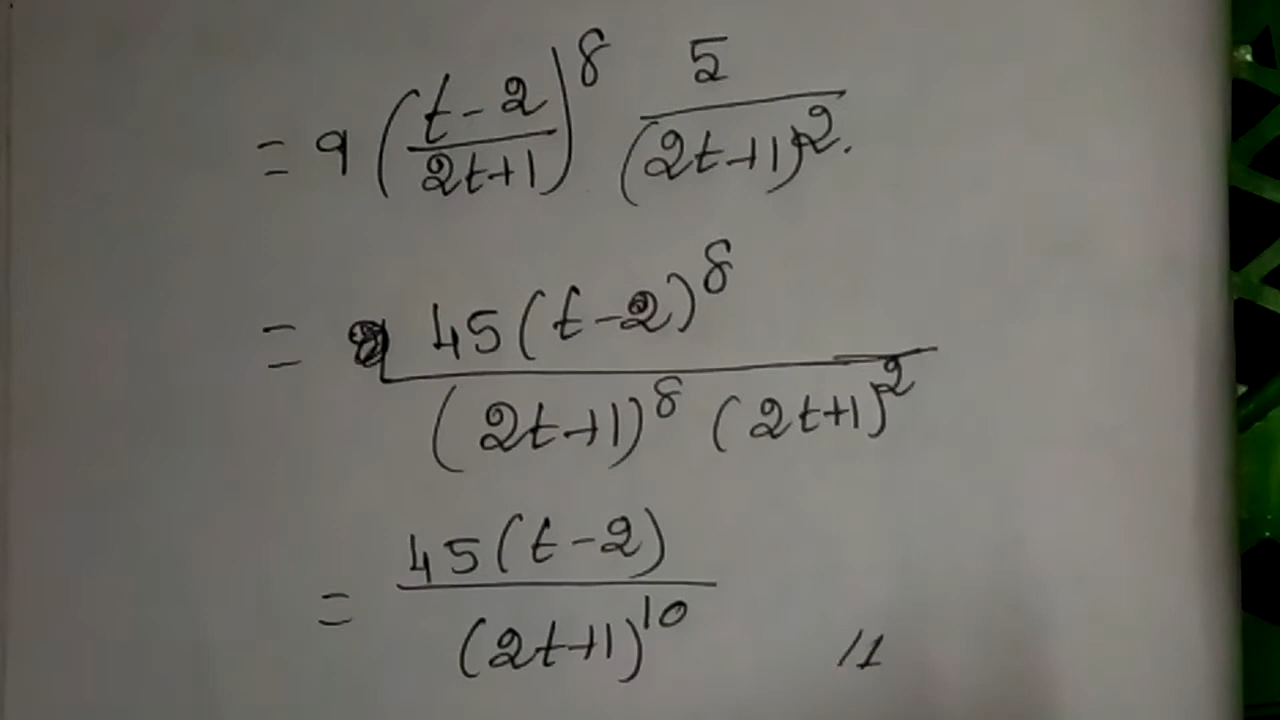 = 9 (t-2/2t+1)^8 5/(2t+1)^2.
= 45(t-2)^8/(2t+1)^8 (2t+1)^2
= 45(t-2)/(2t+1)^10 //